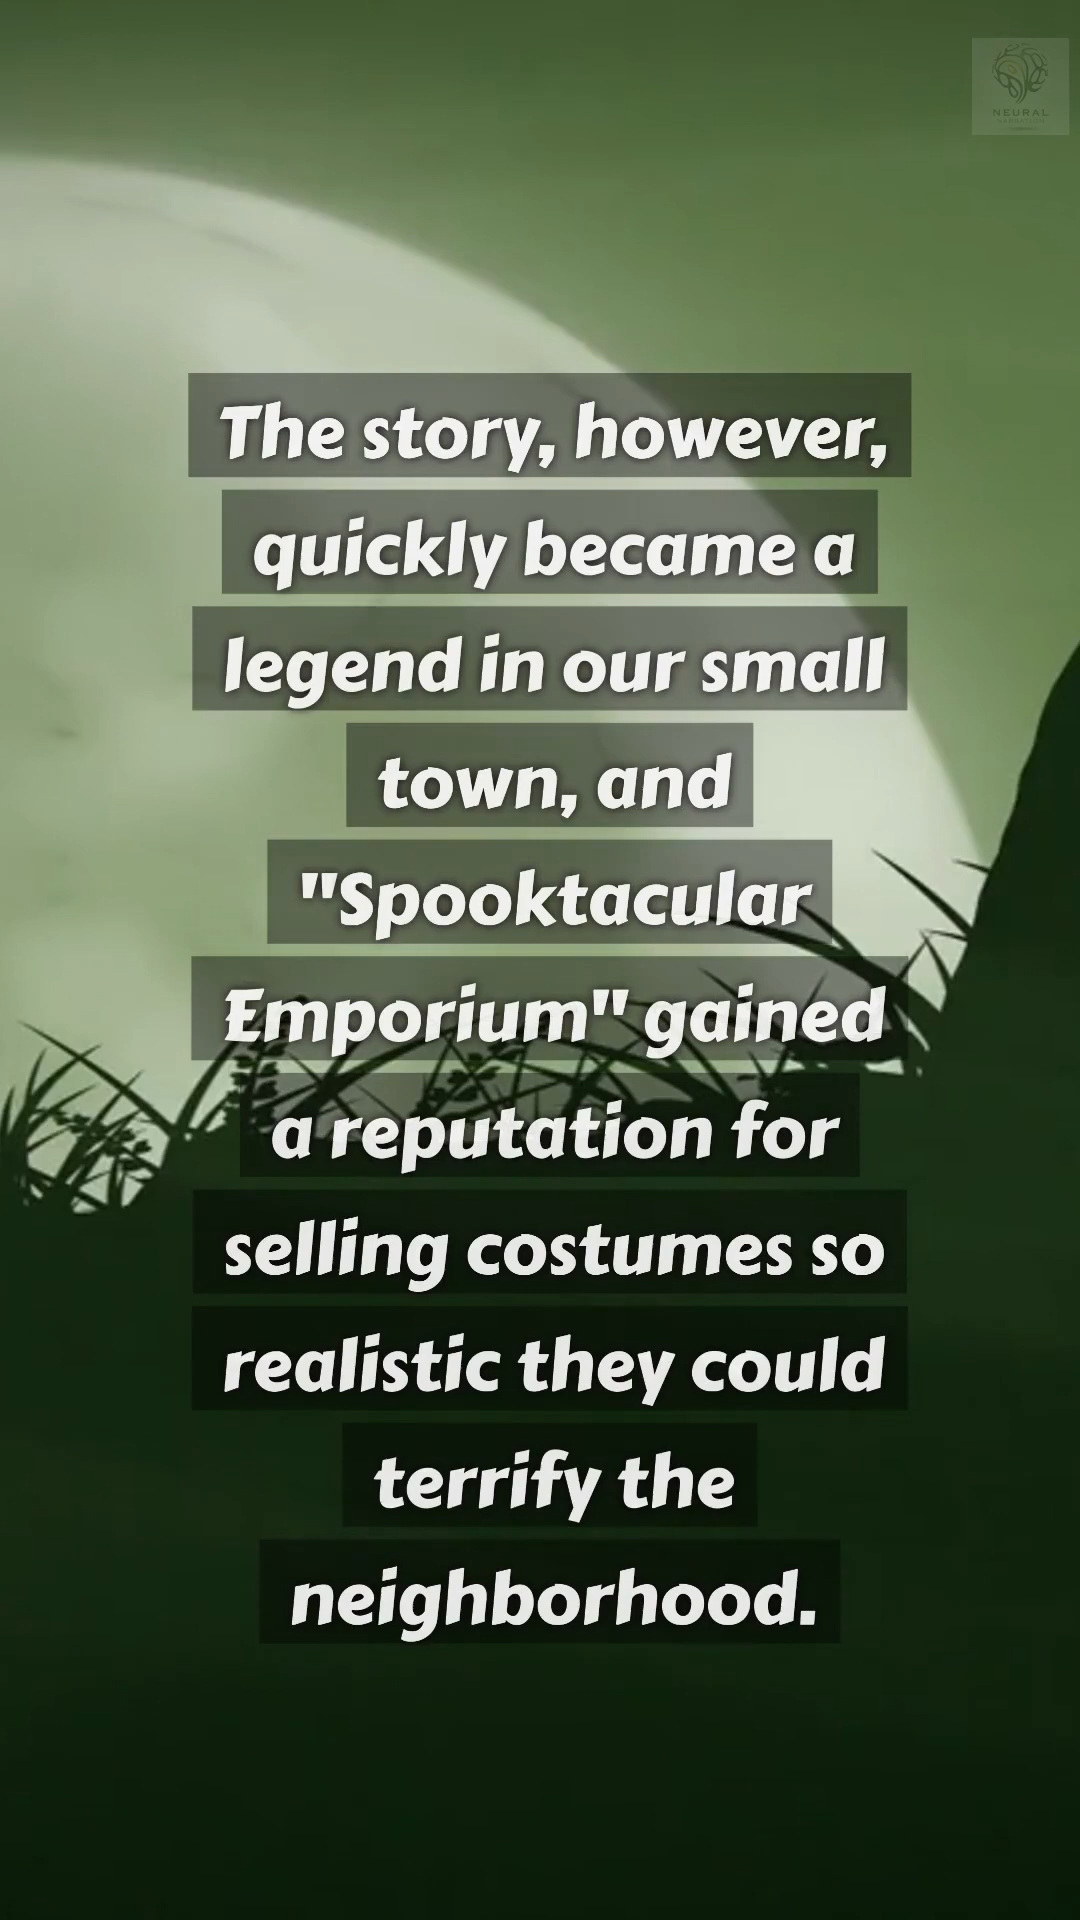 NEURAL
The story, however,
quickly became a
legend in our small
town, and
"Spooktacular
Emporium" gained
a reputation for
selling costumes so
realistic they could
terrify the
neighborhood.